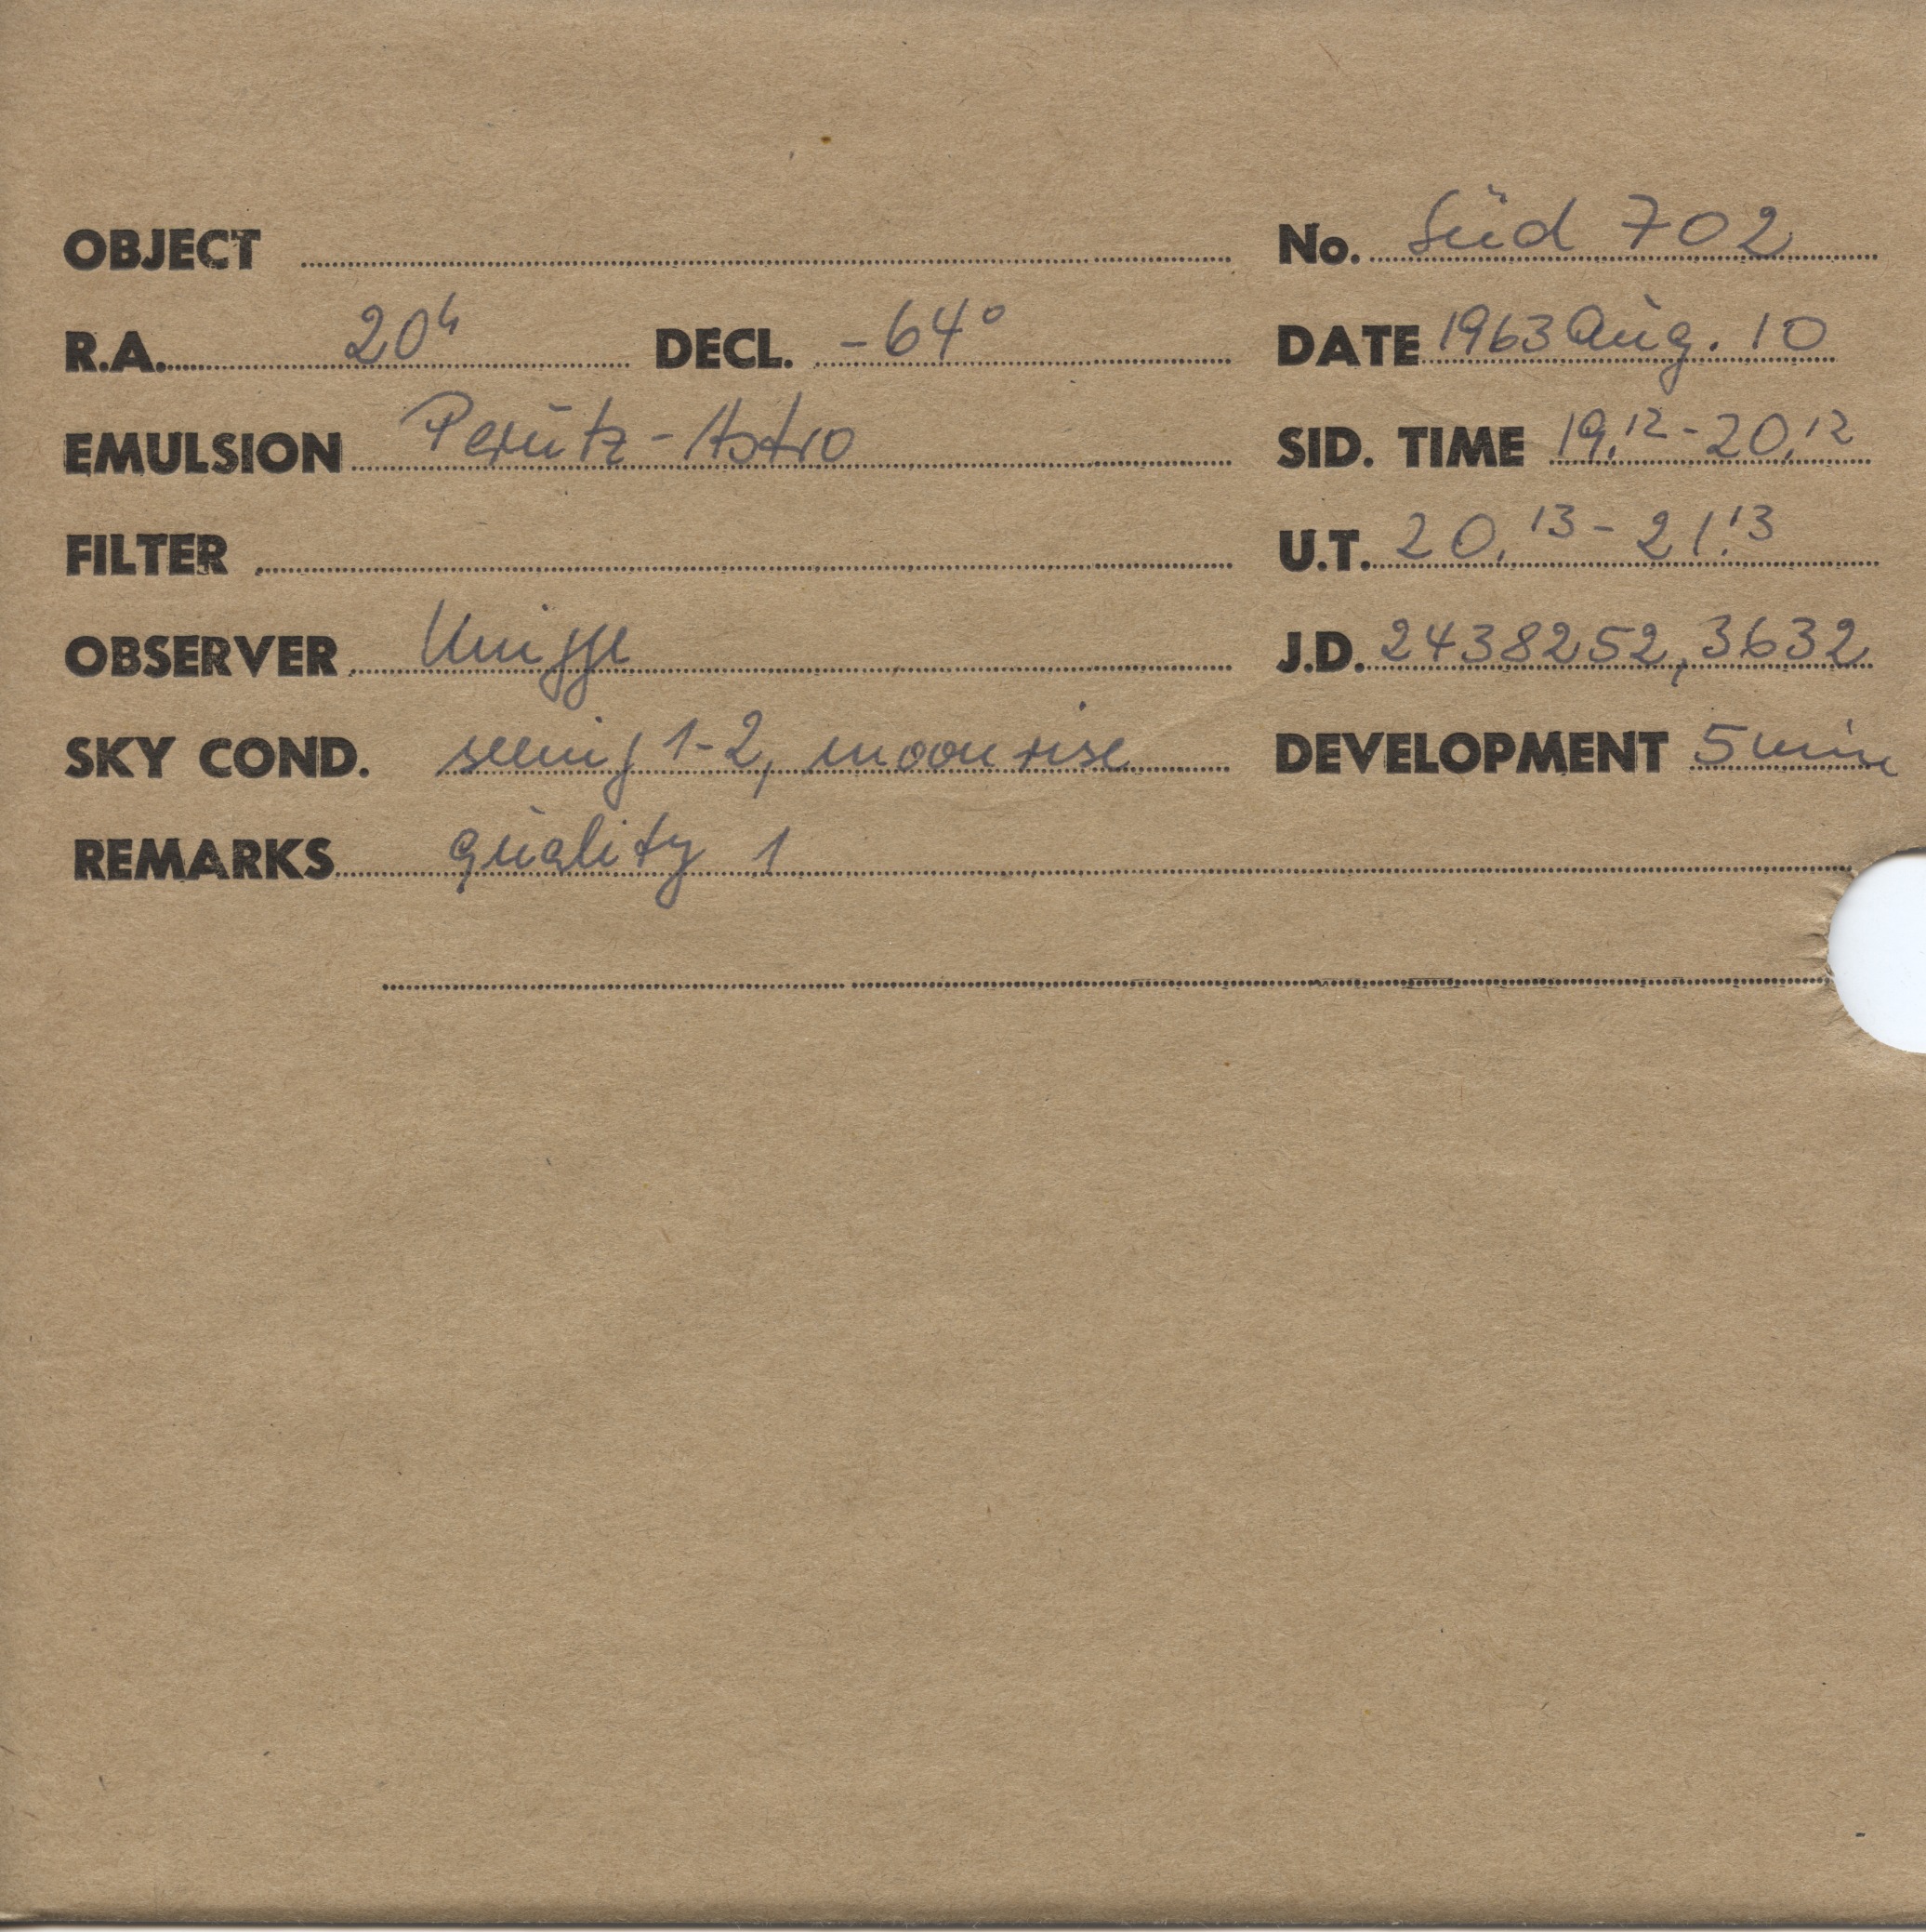 OBJECT No. Süd 702
R.A. 20h DECL. -64° DATE 1963 Aug. 10
EMULSION Perutz-Astro SID. TIME 19.12-20.12
FILTER U.T. 20.13-21.13
OBSERVER Knigge J.D. 2438252,3632
SKY COND. seeing 1-2, moonrise DEVELOPMENT 5 min
REMARKS quality 1